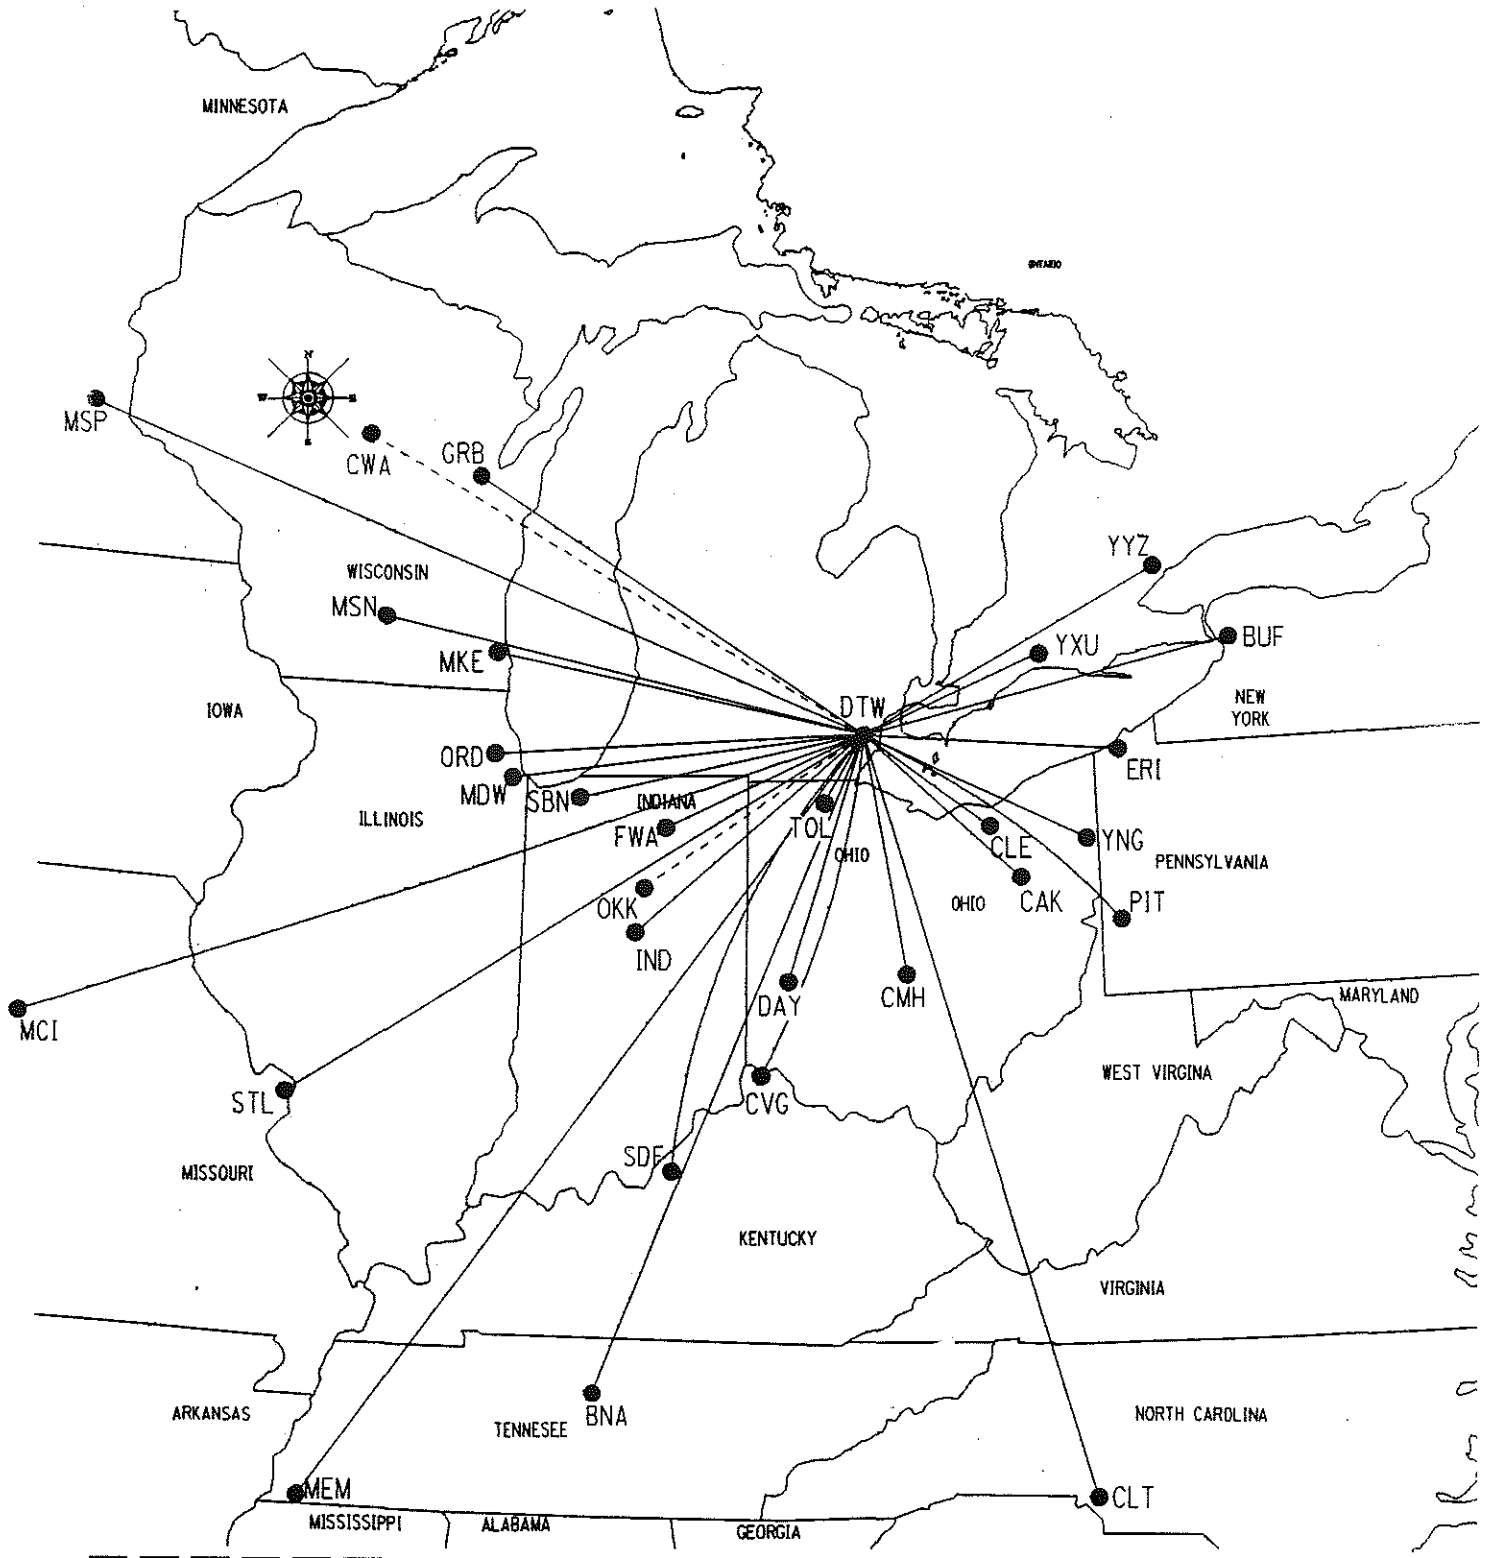 MINNESOTA
ONTARIO
N
W
E
S
MSP
CWA
GRB
YYZ
WISCONSIN
MSN
MKE
YXU
BUF
IOWA
DTW
NEW
YORK
ORD
MDW
SBN
INDIANA
ERI
ILLINOIS
FWA
TOL
OHIO
CLE
YNG
PENNSYLVANIA
OKK
OHIO
CAK
PIT
IND
DAY
CMH
MARYLAND
MCI
STL
CVG
WEST VIRGINA
SDF
MISSOURI
KENTUCKY
VIRGINIA
ARKANSAS
TENNESEE
BNA
NORTH CAROLINA
MEM
CLT
MISSISSIPPI
ALABAMA
GEORGIA